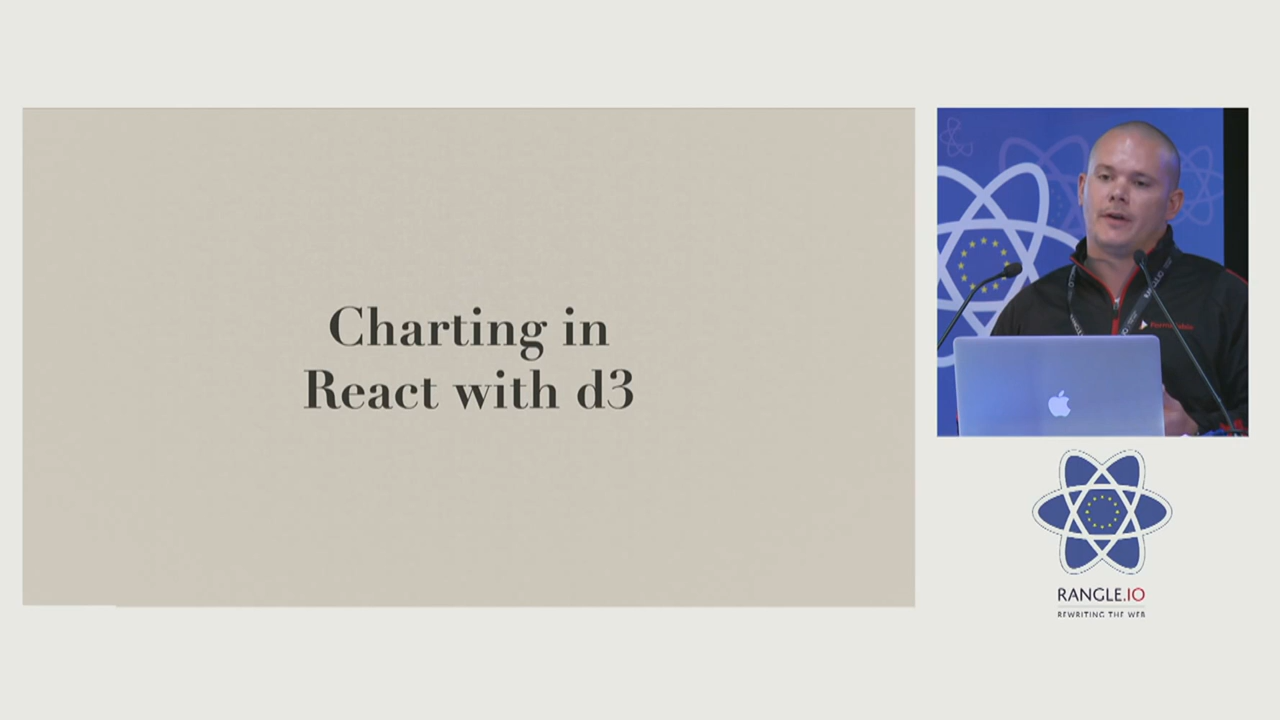 Charting in
React with d3
RANGLE.IO
REWRITING THE WEB